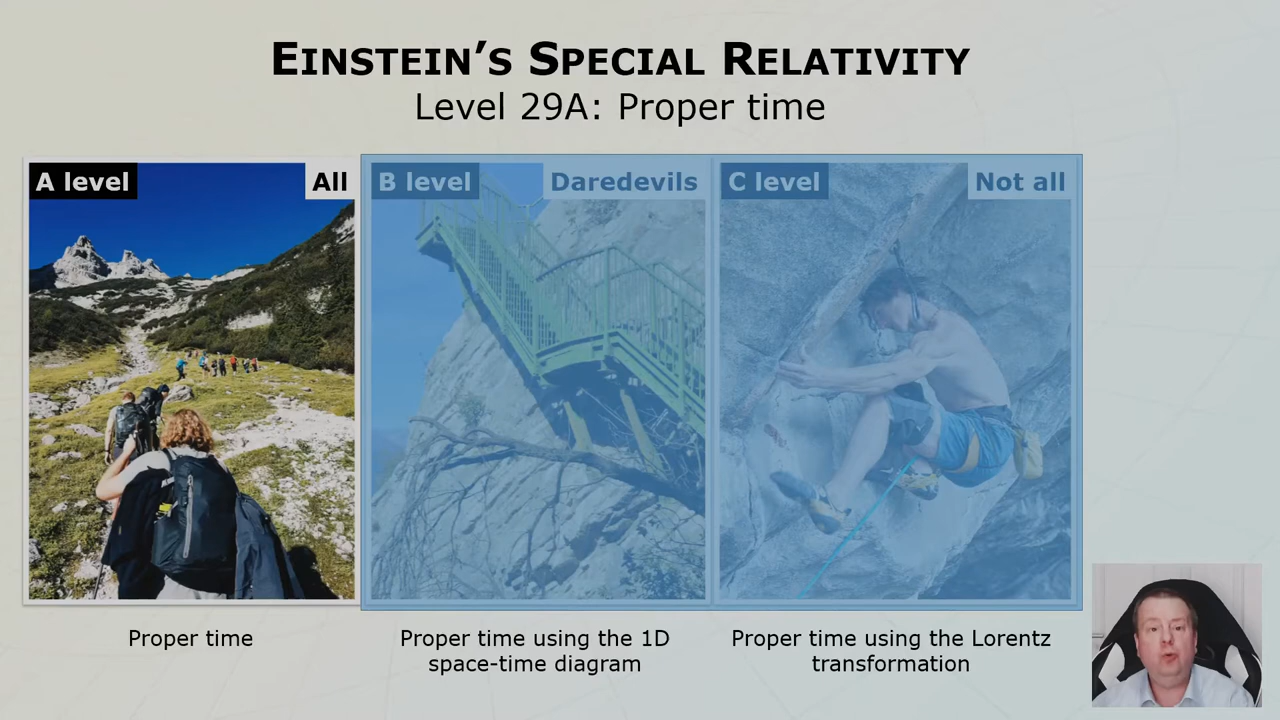 EINSTEIN'S SPECIAL RELATIVITY
Level 29A: Proper time
A level
All
B level
Daredevils
C level
Not all
Proper time
Proper time using the 1D
space-time diagram
Proper time using the Lorentz
transformation